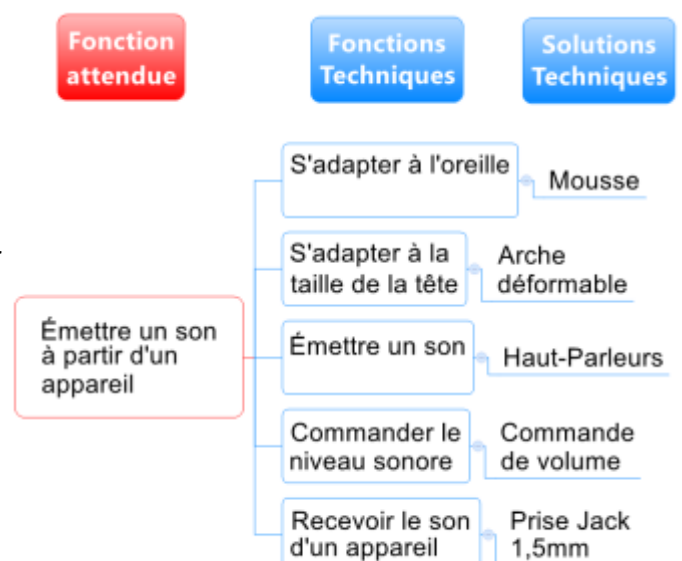 Fonction
attendue
Fonctions
Techniques
Solutions
Techniques
S'adapter à l'oreille
Mousse
S'adapter à la
taille de la tête
Arche
déformable
Émettre un son
à partir d'un
appareil
Émettre un son
Haut-Parleurs
Commander le
niveau sonore
Commande
de volume
Recevoir le son
d'un appareil
Prise Jack
1,5mm